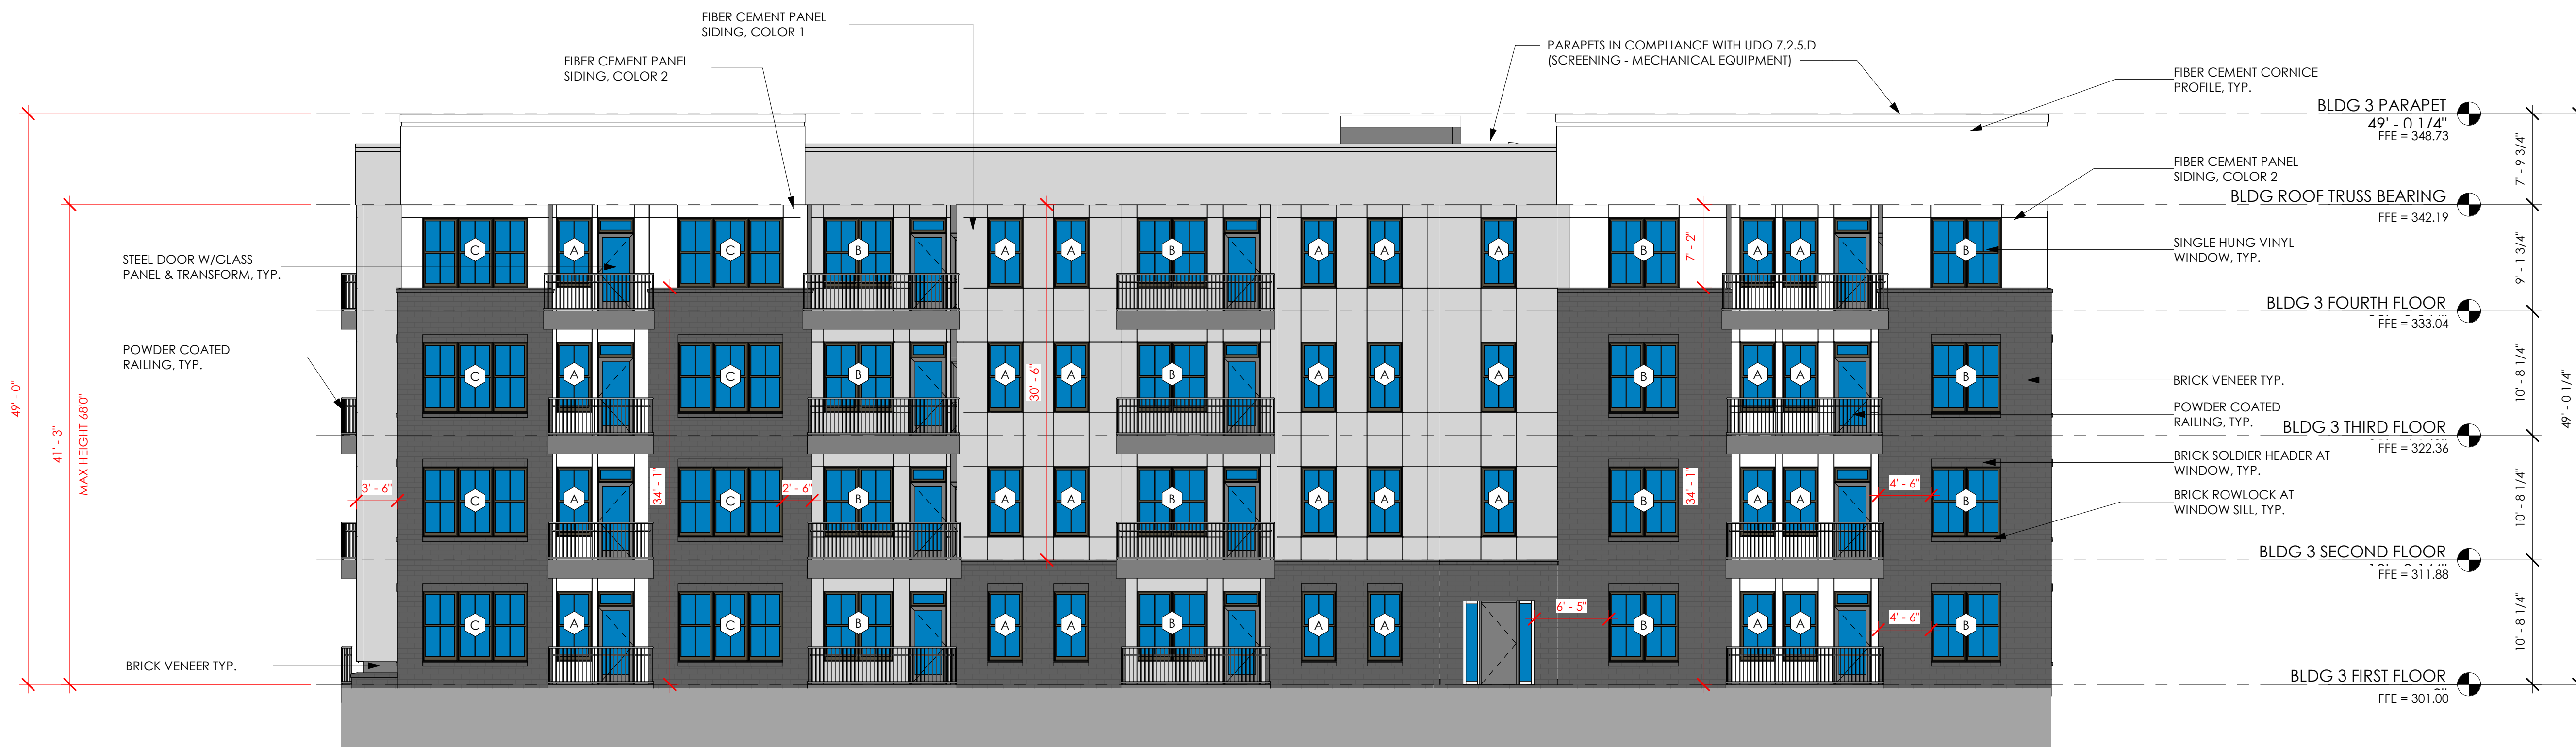 FIBER CEMENT PANEL
SIDING, COLOR 1
FIBER CEMENT PANEL
SIDING, COLOR 2
PARAPETS IN COMPLIANCE WITH UDO 7.2.5.D
(SCREENING - MECHANICAL EQUIPMENT)
FIBER CEMENT CORNICE
PROFILE, TYP.
BLDG 3 PARAPET
49' - 0 1/4"
FFE = 348.73
7' - 9 3/4"
FIBER CEMENT PANEL
SIDING, COLOR 2
BLDG ROOF TRUSS BEARING
FFE = 342.19
SINGLE HUNG VINYL
WINDOW, TYP.
9' - 1 3/4"
STEEL DOOR W/GLASS
PANEL & TRANSFORM, TYP.
C A C B A A B A A A B A A B
7' - 2"
BLDG 3 FOURTH FLOOR
FFE = 333.04
POWDER COATED
RAILING, TYP.
49' - 0"
41' - 3"
MAX HEIGHT 68'0"
C A C B A A B A A A B A A B
30' - 6"
BRICK VENEER TYP.
10' - 8 1/4"
49' - 0 1/4"
POWDER COATED
RAILING, TYP.
BLDG 3 THIRD FLOOR
FFE = 322.36
BRICK SOLDIER HEADER AT
WINDOW, TYP.
3' - 6"
34' - 1"
2' - 6"
34' - 1"
4' - 6"
C A C B A A B A A A B A A B
BRICK ROWLOCK AT
WINDOW SILL, TYP.
10' - 8 1/4"
BLDG 3 SECOND FLOOR
FFE = 311.88
6' - 5"
4' - 6"
C A C B A A B A A B A A B
10' - 8 1/4"
BRICK VENEER TYP.
BLDG 3 FIRST FLOOR
FFE = 301.00